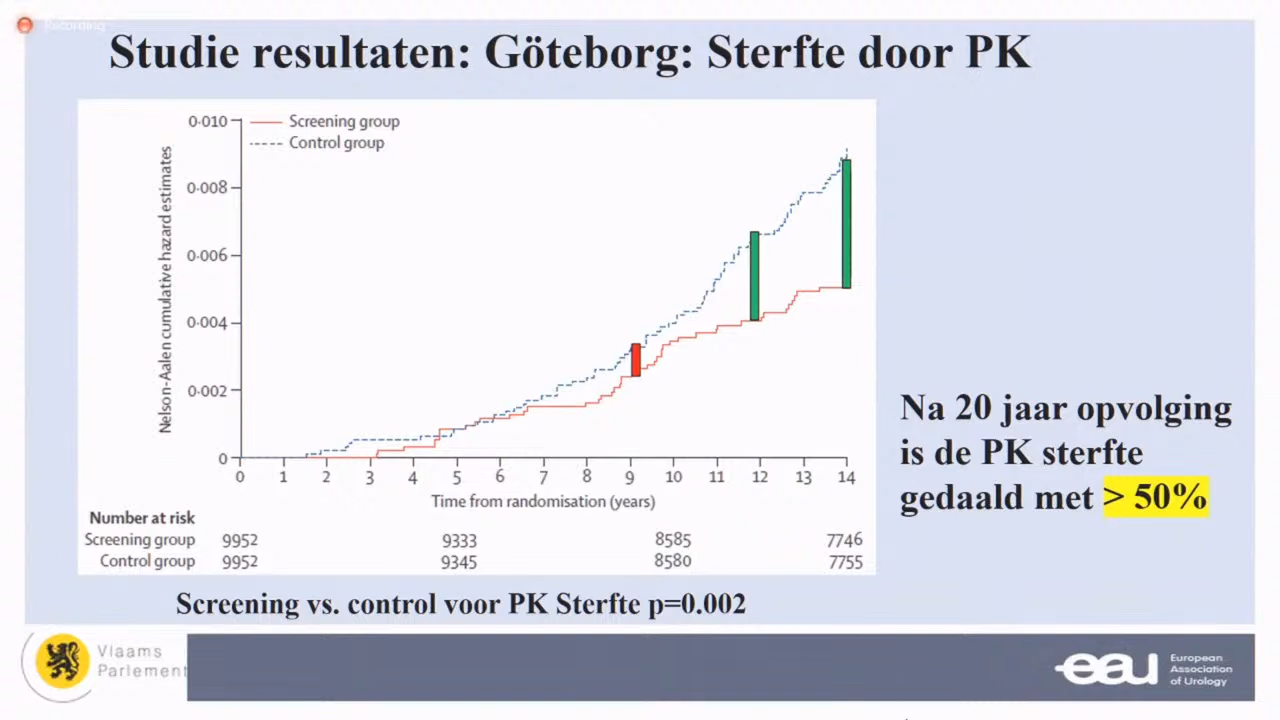 Recording
Studie resultaten: Göteborg: Sterfte door PK
Screening group
Control group
Nelson-Aalen cumulative hazard estimates
0·010
0·008
0·006
0·004
0·002
0
0 1 2 3 4 5 6 7 8 9 10 11 12 13 14
Time from randomisation (years)
Number at risk
Screening group 9952 9333 8585 7746
Control group 9952 9345 8580 7755
Na 20 jaar opvolging
is de PK sterfte
gedaald met > 50%
Screening vs. control voor PK Sterfte p=0.002
Vlaams
Parlement
eau
European
Association
of Urology